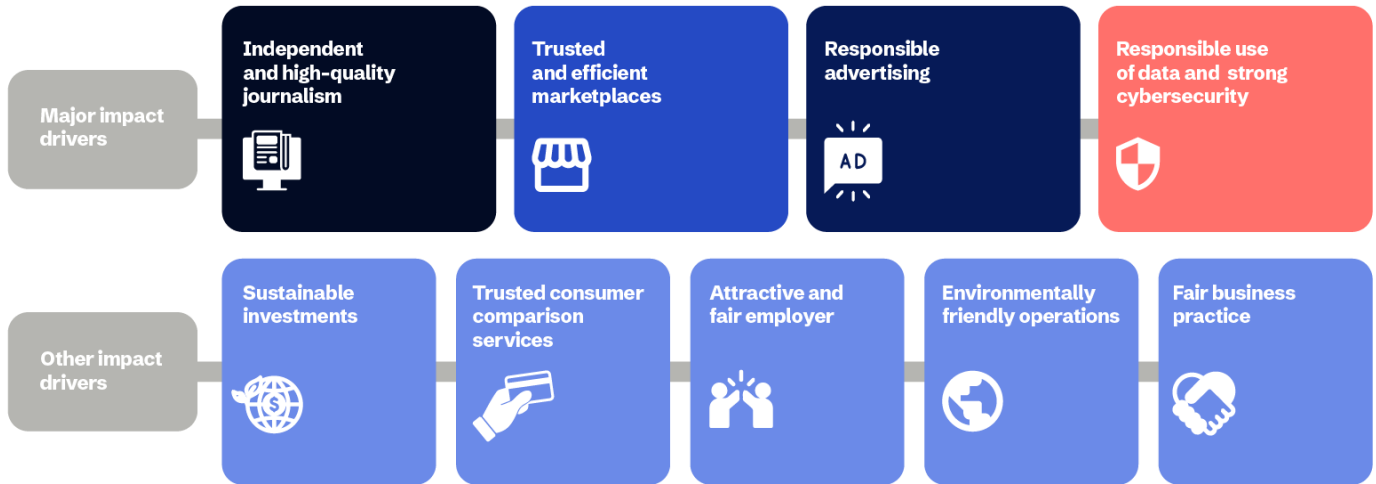 Major impact
drivers
Independent
and high-quality
journalism
Trusted
and efficient
marketplaces
Responsible
advertising
AD
Responsible use
of data and strong
cybersecurity
Other impact
drivers
Sustainable
investments
$
Trusted consumer
comparison
services
Attractive and
fair employer
Environmentally
friendly operations
Fair business
practice